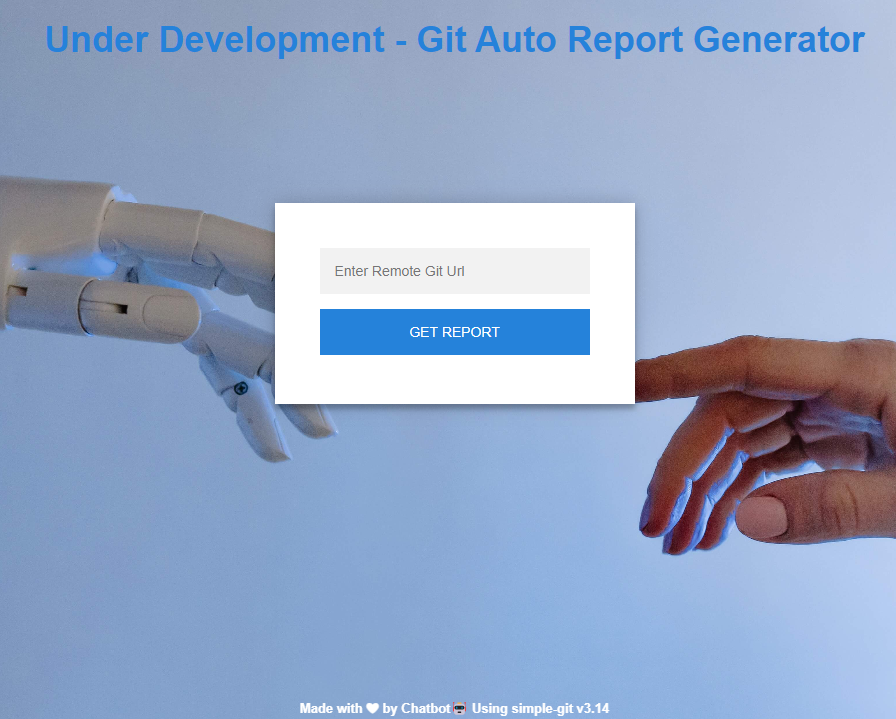 Under Development - Git Auto Report Generator
Enter Remote Git Url
GET REPORT
Made with 🤍 by Chatbot🤖 Using simple-git v3.14